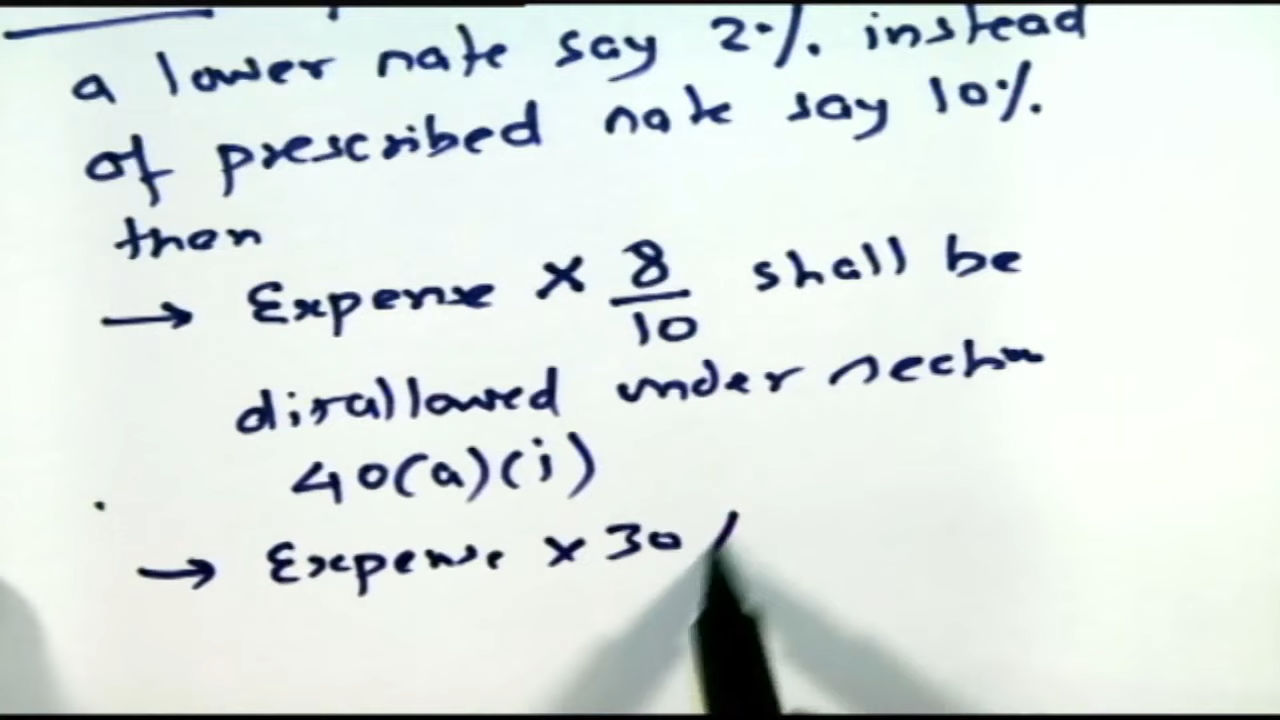 a lower rate say 2% instead
of prescribed rate say 10%
then
→ Expense × 8/10 shall be
disallowed under section
40(a)(i)
→ Expense × 30 /